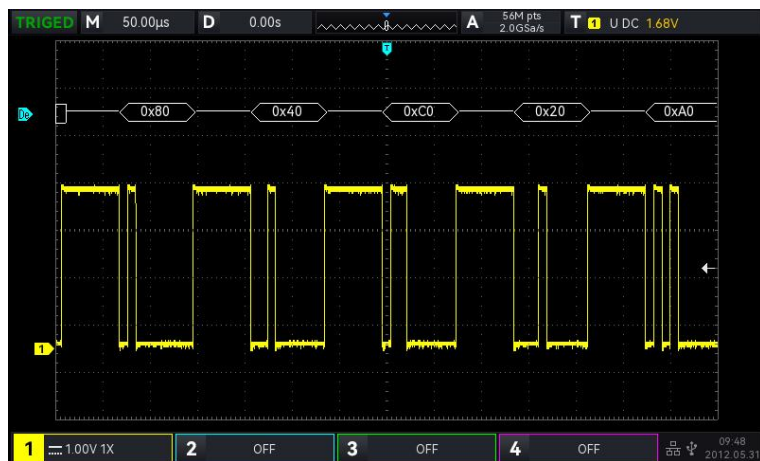 TRIGED M 50.00µs D 0.00s A 56M pts 2.0GSa/s T 1 U DC 1.68V
T
De 0x80 0x40 0xC0 0x20 0xA0
1
1 1.00V 1X 2 OFF 3 OFF 4 OFF 09:48
2012.05.31